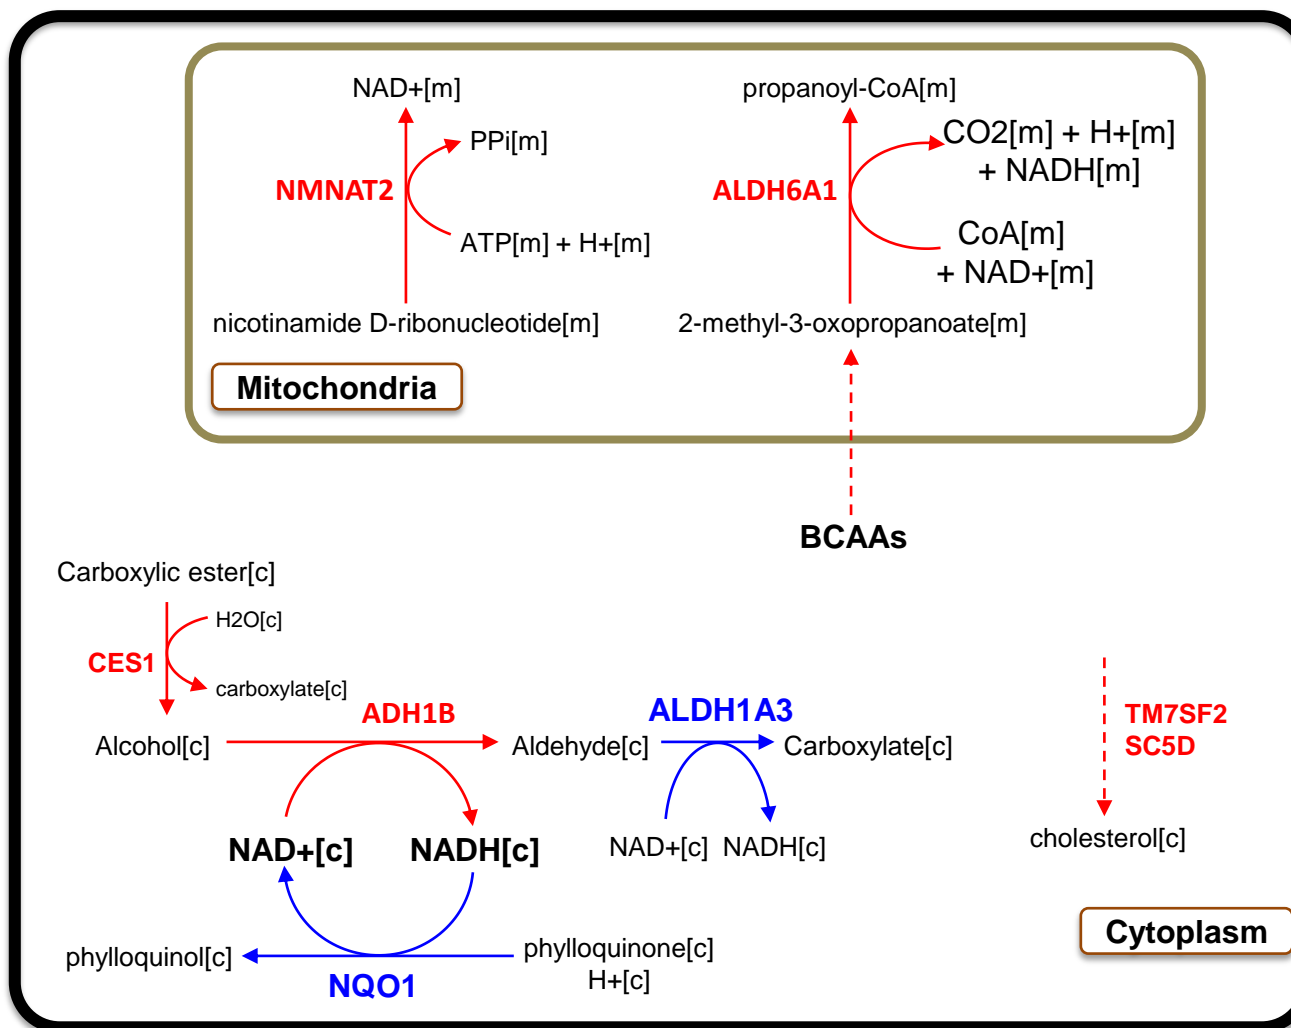 NAD+[m]
PPi[m]
NMNAT2
ATP[m] + H+[m]
nicotinamide D-ribonucleotide[m]
propanoyl-CoA[m]
CO2[m] + H+[m]
+ NADH[m]
ALDH6A1
CoA[m]
+ NAD+[m]
2-methyl-3-oxopropanoate[m]
Mitochondria
BCAAs
Carboxylic ester[c]
H2O[c]
CES1
carboxylate[c]
Alcohol[c]
ADH1B
Aldehyde[c]
ALDH1A3
Carboxylate[c]
NAD+[c]
NADH[c]
NAD+[c]
NADH[c]
phylloquinol[c]
NQO1
phylloquinone[c]
H+[c]
TM7SF2
SC5D
cholesterol[c]
Cytoplasm